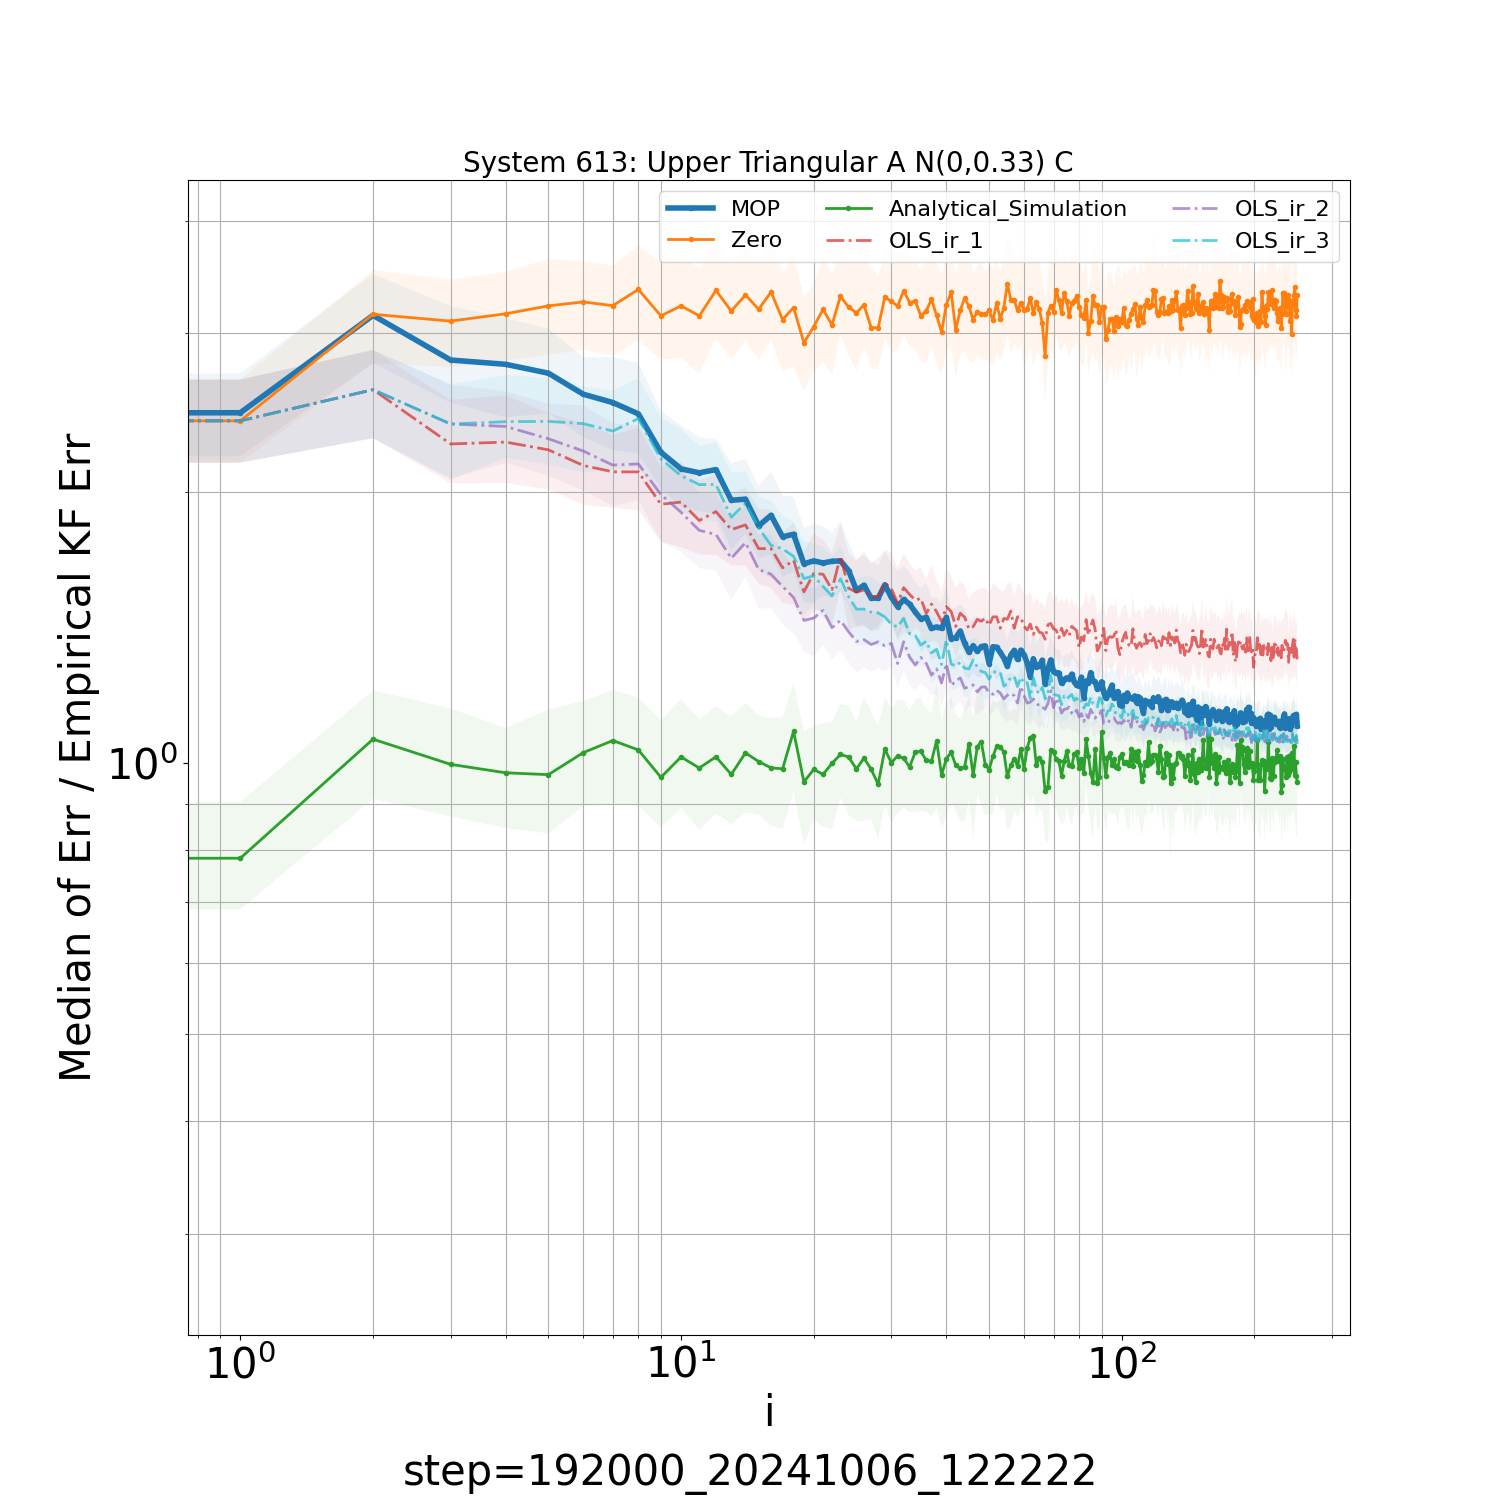 System 613: Upper Triangular A N(0,0.33) C
MOP
Zero
Analytical_Simulation
OLS_ir_1
OLS_ir_2
OLS_ir_3
Median of Err / Empirical KF Err
10⁰
10⁰ 10¹ 10²
i
step=192000_20241006_122222